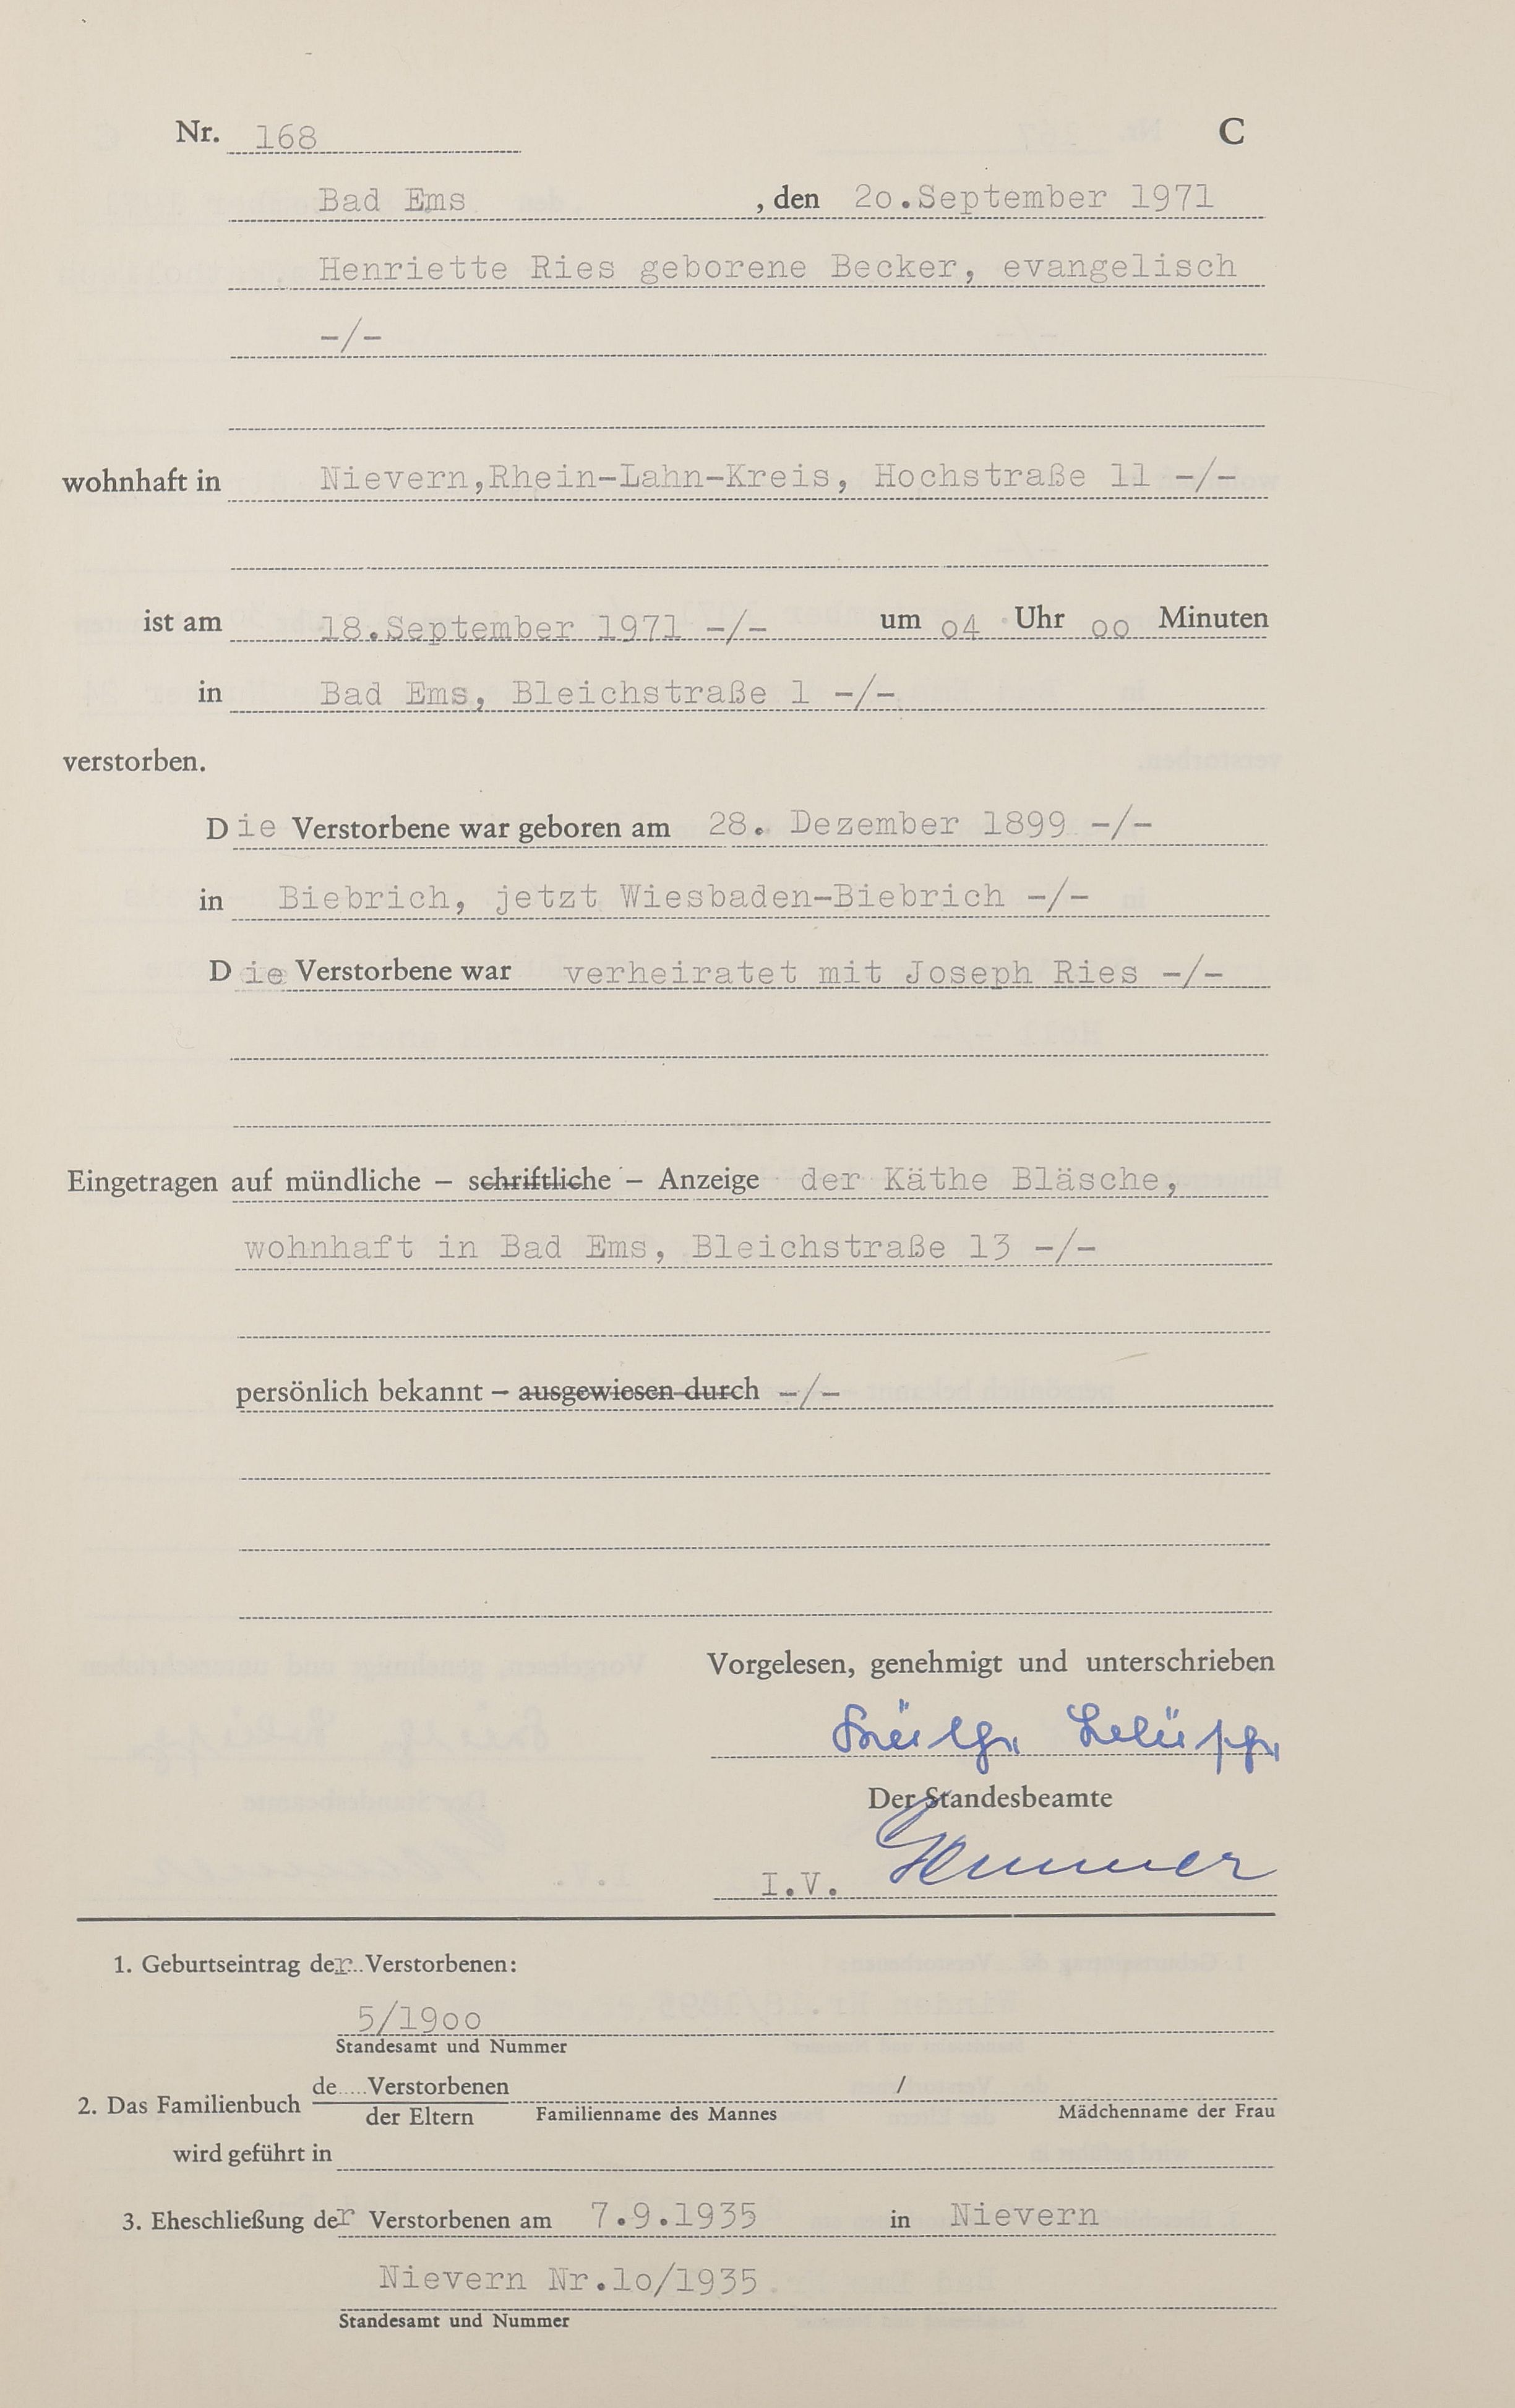 Nr. 168 C
Bad Ems , den 2o.September 1971
Henriette Ries geborene Becker, evangelisch
-/-
wohnhaft in Nievern,Rhein-Lahn-Kreis, Hochstraße 11 -/-
ist am 18.September 1971 -/- um o4 Uhr oo Minuten
in Bad Ems, Bleichstraße 1 -/-
verstorben.
Die Verstorbene war geboren am 28. Dezember 1899 -/-
in Biebrich, jetzt Wiesbaden-Biebrich -/-
Die Verstorbene war verheiratet mit Joseph Ries -/-
Eingetragen auf mündliche – schriftliche – Anzeige der Käthe Bläsche,
wohnhaft in Bad Ems, Bleichstraße 13 -/-
persönlich bekannt – ausgewiesen durch -/-
Vorgelesen, genehmigt und unterschrieben
Der Standesbeamte
I.V.
1. Geburtseintrag der Verstorbenen:
5/19oo
Standesamt und Nummer
de.....Verstorbenen /
2. Das Familienbuch
der Eltern Familienname des Mannes Mädchenname der Frau
wird geführt in
3. Eheschließung der Verstorbenen am 7.9.1935 in Nievern
Nievern Nr.1o/1935
Standesamt und Nummer